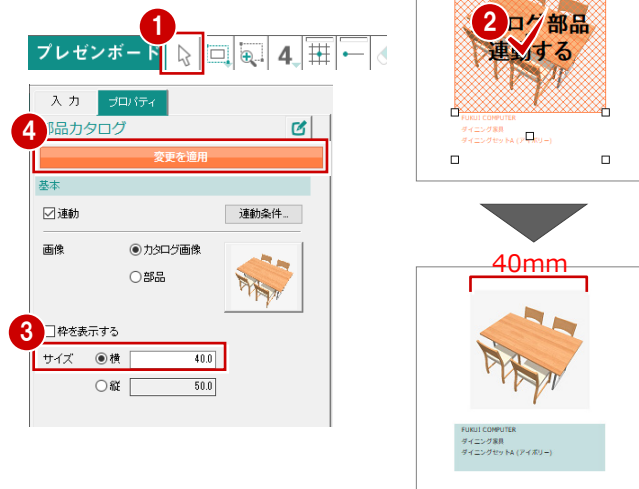 1
プレゼンボード
4
入 力
プロパティ
4
部品カタログ
変更を適用
基本
連動
連動条件...
画像
カタログ画像
部品
3
枠を表示する
サイズ
横
40.0
縦
50.0
2
ログ部品
連動する
FUKUI COMPUTER
ダイニング家具
ダイニングセットA (アイボリー)
40mm
FUKUI COMPUTER
ダイニング家具
ダイニングセットA (アイボリー)